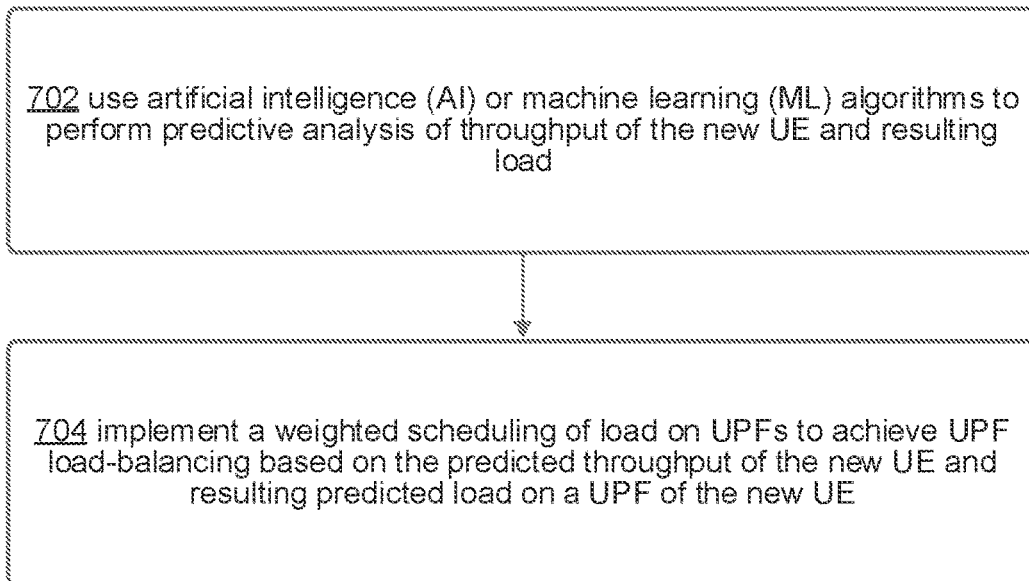 702 use artificial intelligence (AI) or machine learning (ML) algorithms to
perform predictive analysis of throughput of the new UE and resulting
load
704 implement a weighted scheduling of load on UPFs to achieve UPF
load-balancing based on the predicted throughput of the new UE and
resulting predicted load on a UPF of the new UE